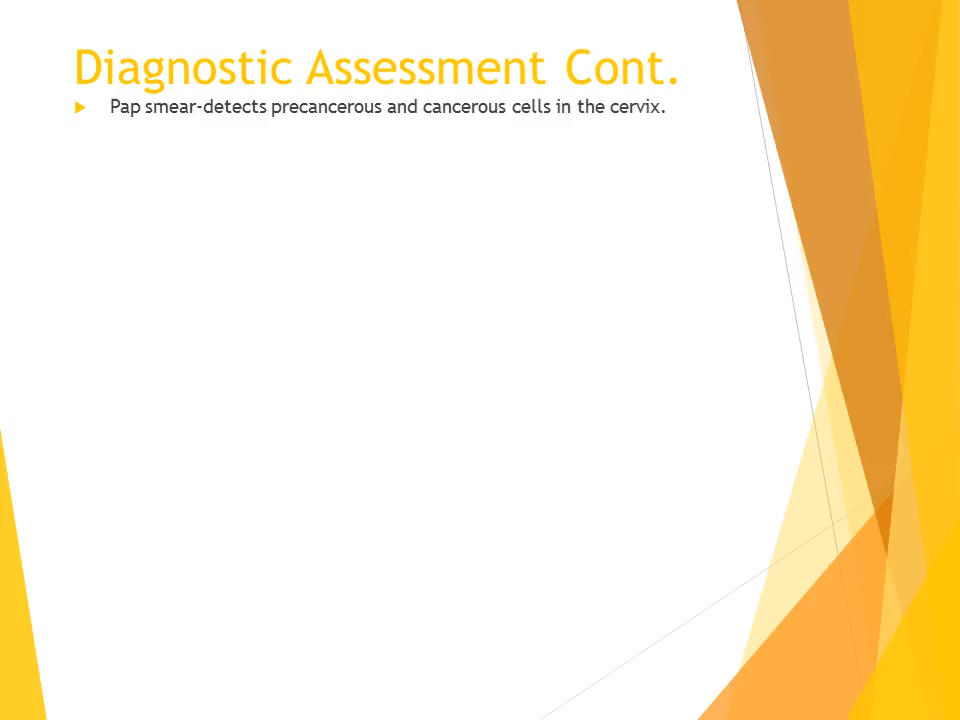 Diagnostic Assessment Cont.
Pap smear-detects precancerous and cancerous cells in the cervix.